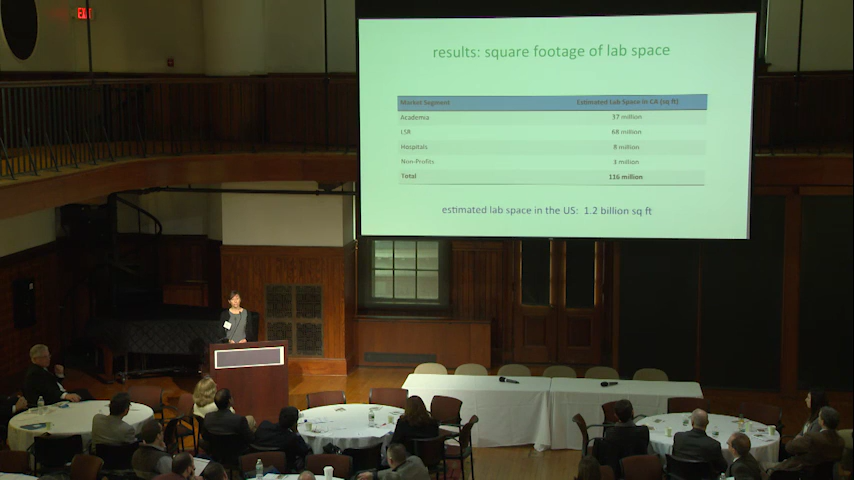 EXIT
results: square footage of lab space
Market Segment Estimated Lab Space in CA (sq ft)
Academia 37 million
LSR 68 million
Hospitals 8 million
Non-Profits 3 million
Total 116 million
estimated lab space in the US: 1.2 billion sq ft